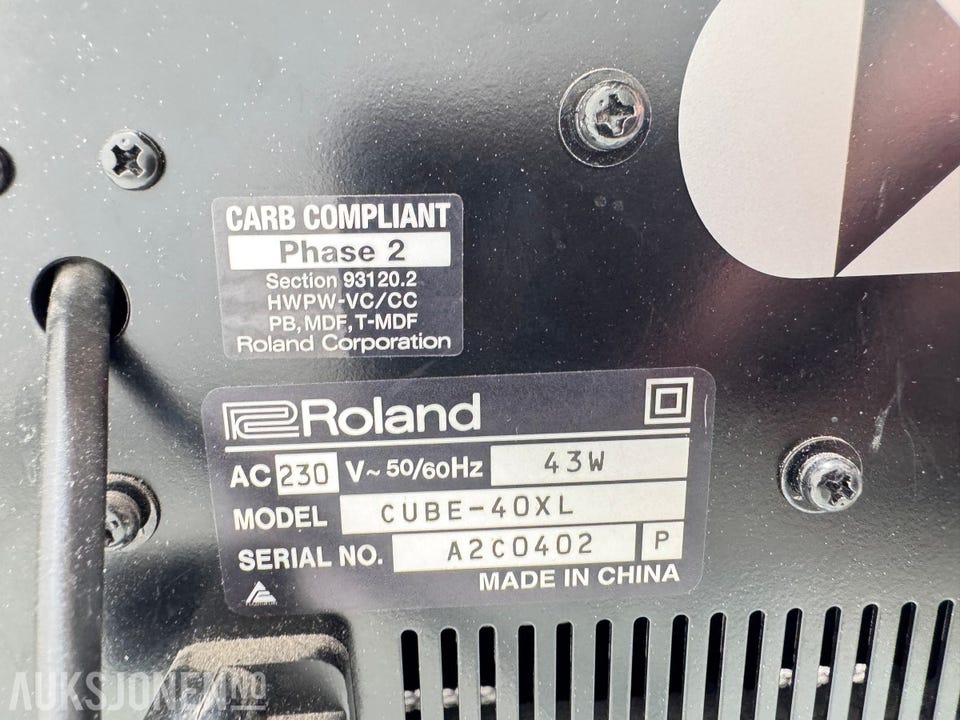 CARB COMPLIANT
Phase 2
Section 93120.2
HWPW-VC/CC
PB, MDF, T-MDF
Roland Corporation
Roland
AC 230 V~ 50/60Hz 43W
MODEL CUBE-40XL
SERIAL NO. A2C0402 P
MADE IN CHINA
AUKSJONEN.NO